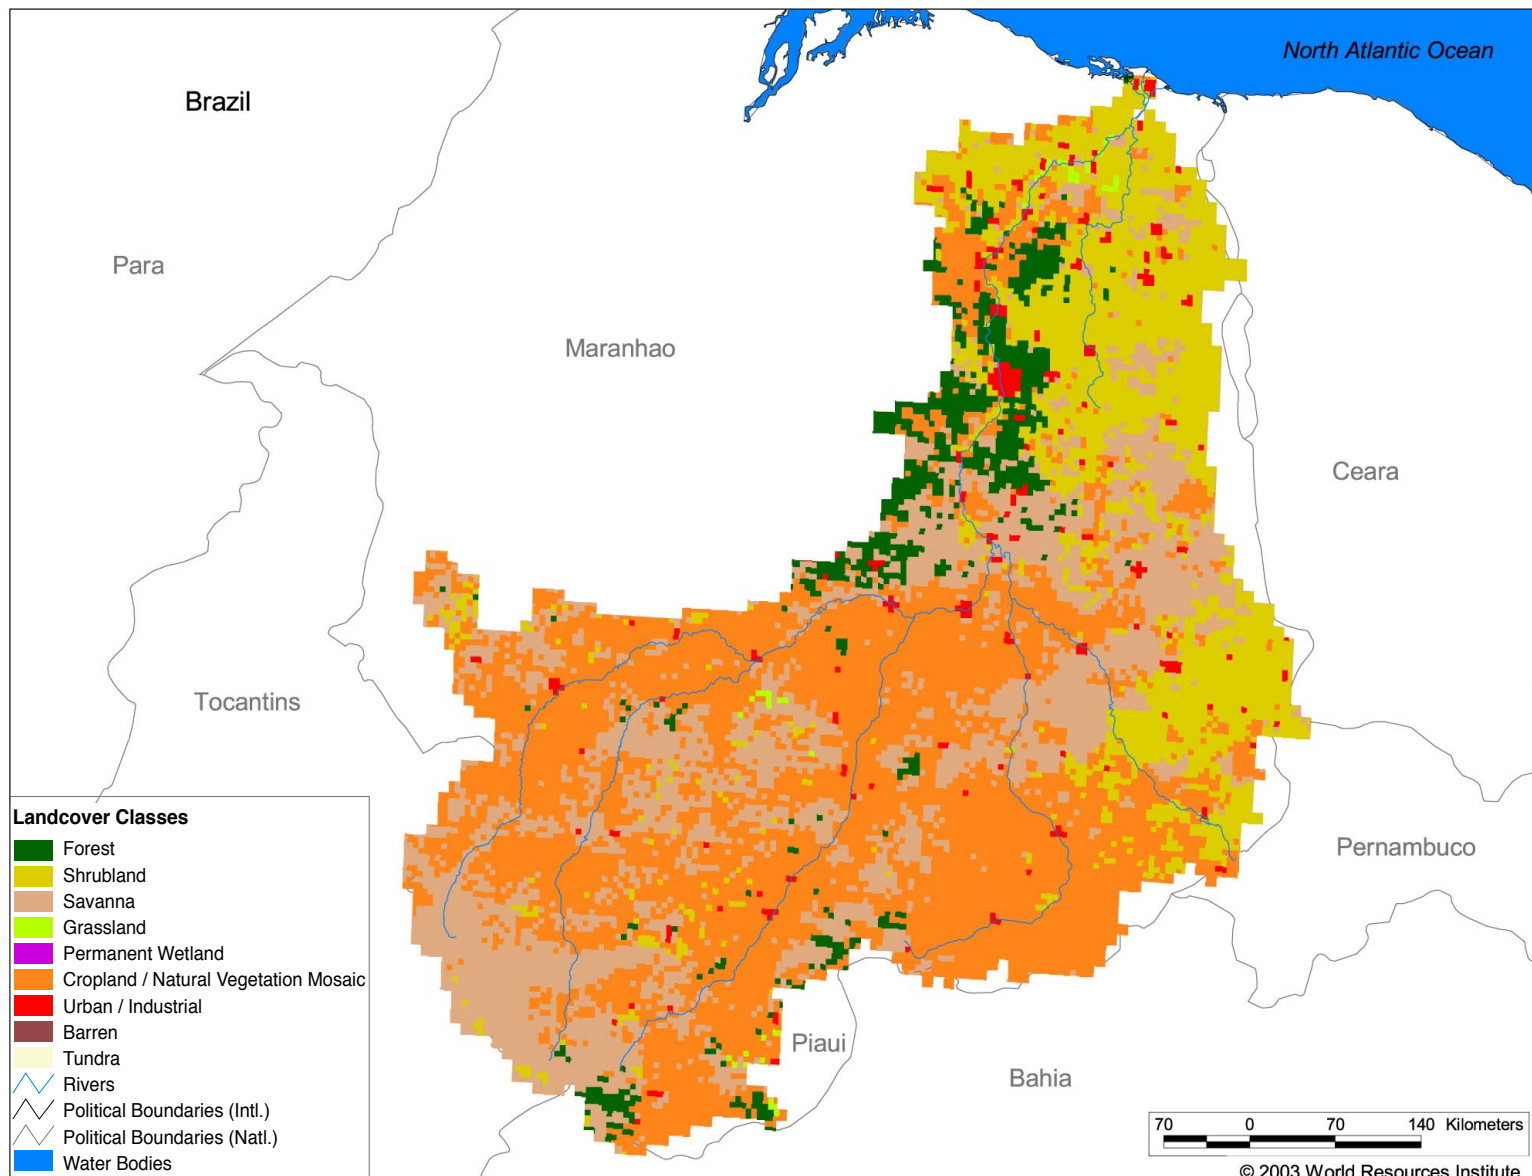 North Atlantic Ocean
Brazil
Para
Maranhao
Ceara
Tocantins
Pernambuco
Piaui
Bahia
Landcover Classes
Forest
Shrubland
Savanna
Grassland
Permanent Wetland
Cropland / Natural Vegetation Mosaic
Urban / Industrial
Barren
Tundra
Rivers
Political Boundaries (Intl.)
Political Boundaries (Natl.)
Water Bodies
70 0 70 140 Kilometers
© 2003 World Resources Institute